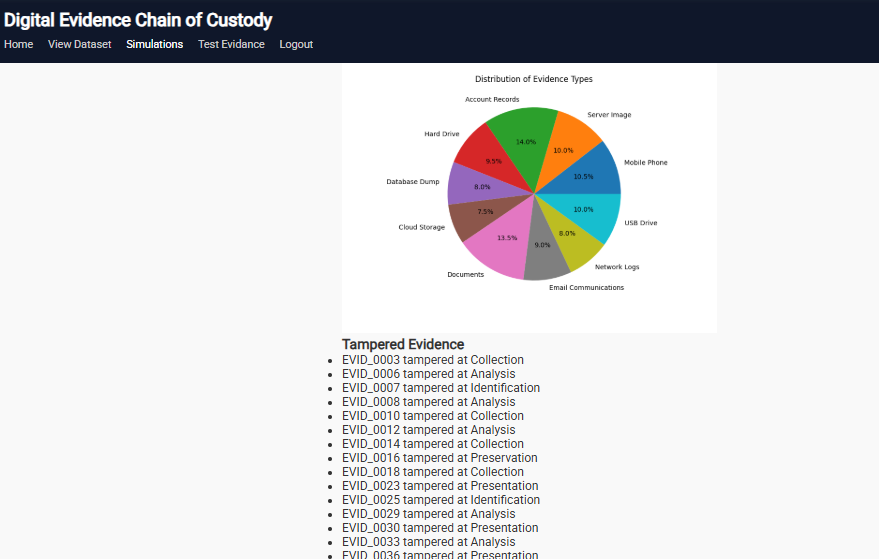 Digital Evidence Chain of Custody
Home View Dataset Simulations Test Evidance Logout
Distribution of Evidence Types
Account Records
Server Image
Hard Drive
14.0%
10.0%
9.5%
Mobile Phone
10.5%
Database Dump
8.0%
10.0%
7.5%
USB Drive
Cloud Storage
13.5%
8.0%
9.0%
Network Logs
Documents
Email Communications
Tampered Evidence
EVID_0003 tampered at Collection
EVID_0006 tampered at Analysis
EVID_0007 tampered at Identification
EVID_0008 tampered at Analysis
EVID_0010 tampered at Collection
EVID_0012 tampered at Analysis
EVID_0014 tampered at Collection
EVID_0016 tampered at Preservation
EVID_0018 tampered at Collection
EVID_0023 tampered at Presentation
EVID_0025 tampered at Identification
EVID_0029 tampered at Analysis
EVID_0030 tampered at Presentation
EVID_0033 tampered at Analysis
EVID_0036 tampered at Presentation